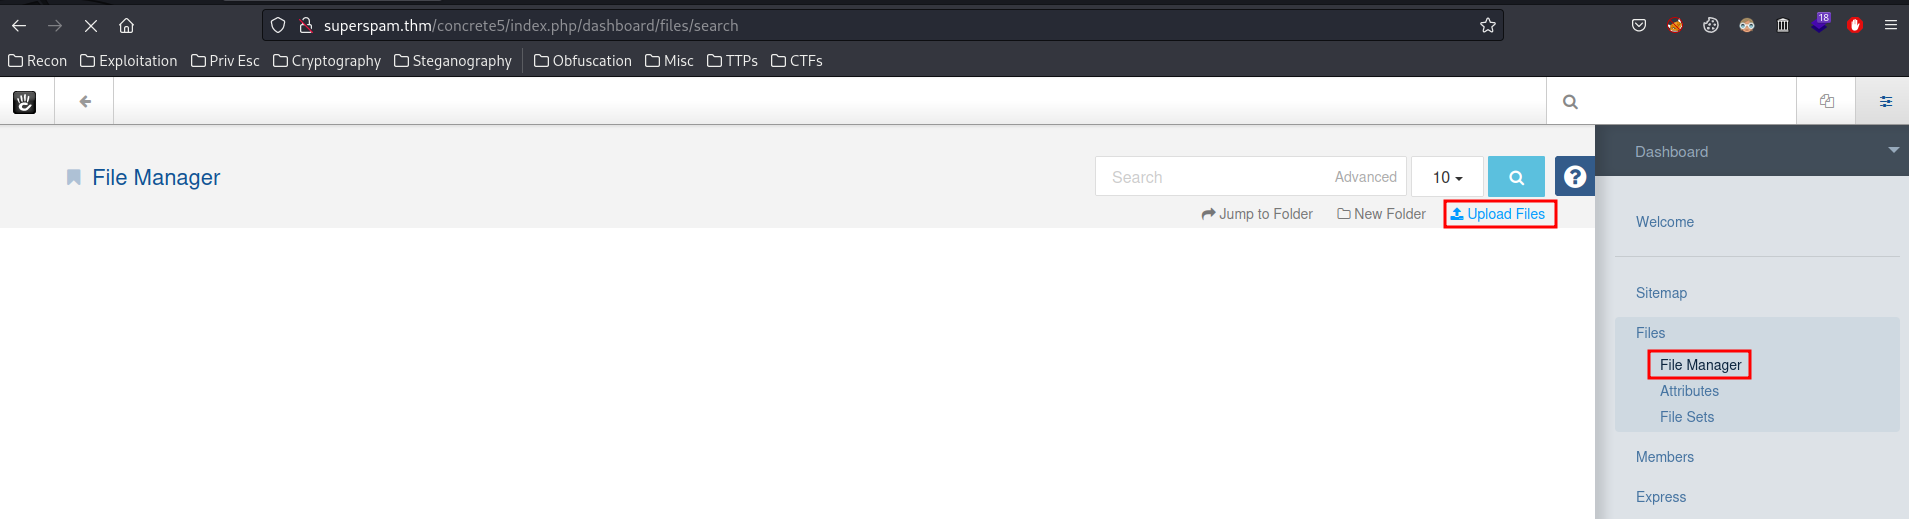 superspam.thm/concrete5/index.php/dashboard/files/search
18
Recon Exploitation Priv Esc Cryptography Steganography Obfuscation Misc TTPs CTFs
File Manager
Search Advanced 10
Jump to Folder New Folder Upload Files
Dashboard
Welcome
Sitemap
Files
File Manager
Attributes
File Sets
Members
Express